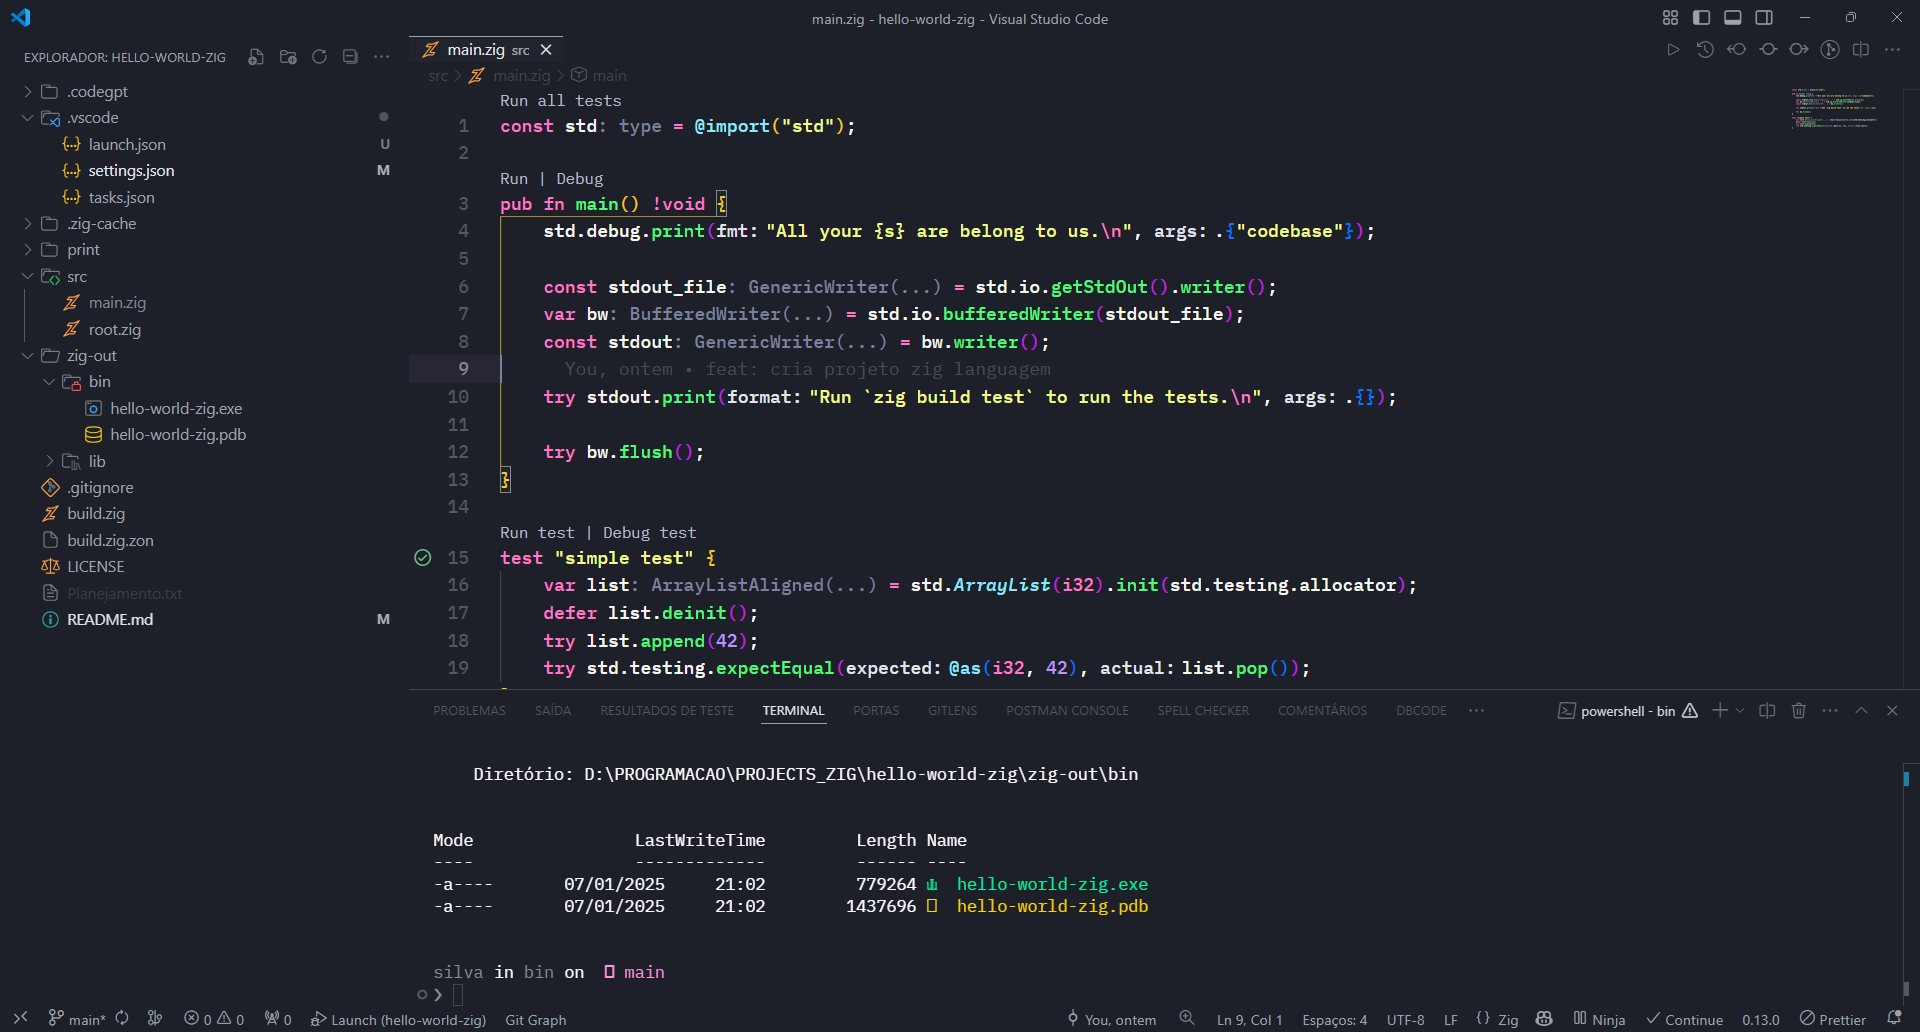 main.zig - hello-world-zig - Visual Studio Code
EXPLORADOR: HELLO-WORLD-ZIG
.codegpt
.vscode
launch.json U
settings.json M
tasks.json
.zig-cache
print
src
main.zig
root.zig
zig-out
bin
hello-world-zig.exe
hello-world-zig.pdb
lib
.gitignore
build.zig
build.zig.zon
LICENSE
Planejamento.txt
README.md M
main.zig src
src > main.zig > main
Run all tests
1 const std: type = @import("std");
2
Run | Debug
3 pub fn main() !void {
4 std.debug.print(fmt: "All your {s} are belong to us.\n", args: .{"codebase"});
5
6 const stdout_file: GenericWriter(...) = std.io.getStdOut().writer();
7 var bw: BufferedWriter(...) = std.io.bufferedWriter(stdout_file);
8 const stdout: GenericWriter(...) = bw.writer();
9 You, ontem • feat: cria projeto zig languagem
10 try stdout.print(format: "Run `zig build test` to run the tests.\n", args: .{});
11
12 try bw.flush();
13 }
14
Run test | Debug test
15 test "simple test" {
16 var list: ArrayListAligned(...) = std.ArrayList(i32).init(std.testing.allocator);
17 defer list.deinit();
18 try list.append(42);
19 try std.testing.expectEqual(expected: @as(i32, 42), actual: list.pop());
PROBLEMAS SAÍDA RESULTADOS DE TESTE TERMINAL PORTAS GITLENS POSTMAN CONSOLE SPELL CHECKER COMENTÁRIOS DBCODE ··· powershell - bin
Diretório: D:\PROGRAMACAO\PROJECTS_ZIG\hello-world-zig\zig-out\bin
Mode LastWriteTime Length Name
---- ------------- ------ ----
-a---- 07/01/2025 21:02 779264 hello-world-zig.exe
-a---- 07/01/2025 21:02 1437696 hello-world-zig.pdb
silva in bin on main
❯
main* 0 0 0 Launch (hello-world-zig) Git Graph You, ontem Ln 9, Col 1 Espaços: 4 UTF-8 LF {} Zig Ninja Continue 0.13.0 Prettier